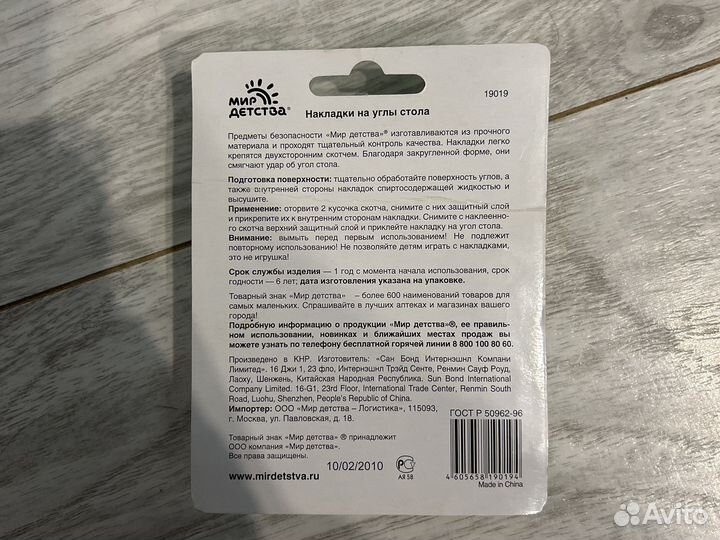 МИР
ДЕТСТВА®
19019
Накладки на углы стола
Предметы безопасности «Мир детства»® изготавливаются из прочного
материала и проходят тщательный контроль качества. Накладки легко
крепятся двухсторонним скотчем. Благодаря закругленной форме, они
смягчают удар об угол стола.
Подготовка поверхности: тщательно обработайте поверхность углов, а
также внутренней стороны накладок спиртосодержащей жидкостью и
высушите.
Применение: оторвите 2 кусочка скотча, снимите с них защитный слой
и прикрепите их к внутренним сторонам накладки. Снимите с наклеенно-
го скотча верхний защитный слой и приклейте накладку на угол стола.
Внимание: вымыть перед первым использованием! Не подлежит
повторному использованию! Не позволяйте детям играть с накладками,
это не игрушка!
Срок службы изделия — 1 год с момента начала использования, срок
годности — 6 лет; дата изготовления указана на упаковке.
Товарный знак «Мир детства» – более 600 наименований товаров для
самых маленьких. Спрашивайте в лучших аптеках и магазинах вашего
города!
Подробную информацию о продукции «Мир детства»®, ее правиль-
ном использовании, новинках и ближайших местах продаж вы
можете узнать по телефону бесплатной горячей линии 8 800 100 80 60.
Произведено в КНР. Изготовитель: «Сан Бонд Интернэшнл Компани
Лимитед». 16 Джи 1, 23 фло, Интернэшнл Трэйд Сенте, Ренмин Сауф Роуд,
Лаоху, Шенжень, Китайская Народная Республика. Sun Bond International
Company Limited. 16-G1, 23rd Floor, International Trade Center, Renmin South
Road, Luohu, Shenzhen, People's Republic of China.
Импортер: ООО «Мир детства – Логистика», 115093,
г. Москва, ул. Павловская, д. 18.
ГОСТ Р 50962-96
Товарный знак «Мир детства» ® принадлежит
ООО компания «Мир детства».
Все права защищены.
10/02/2010
АЯ 58
www.mirdetstva.ru
4 605658 190194
Made in China
Avito